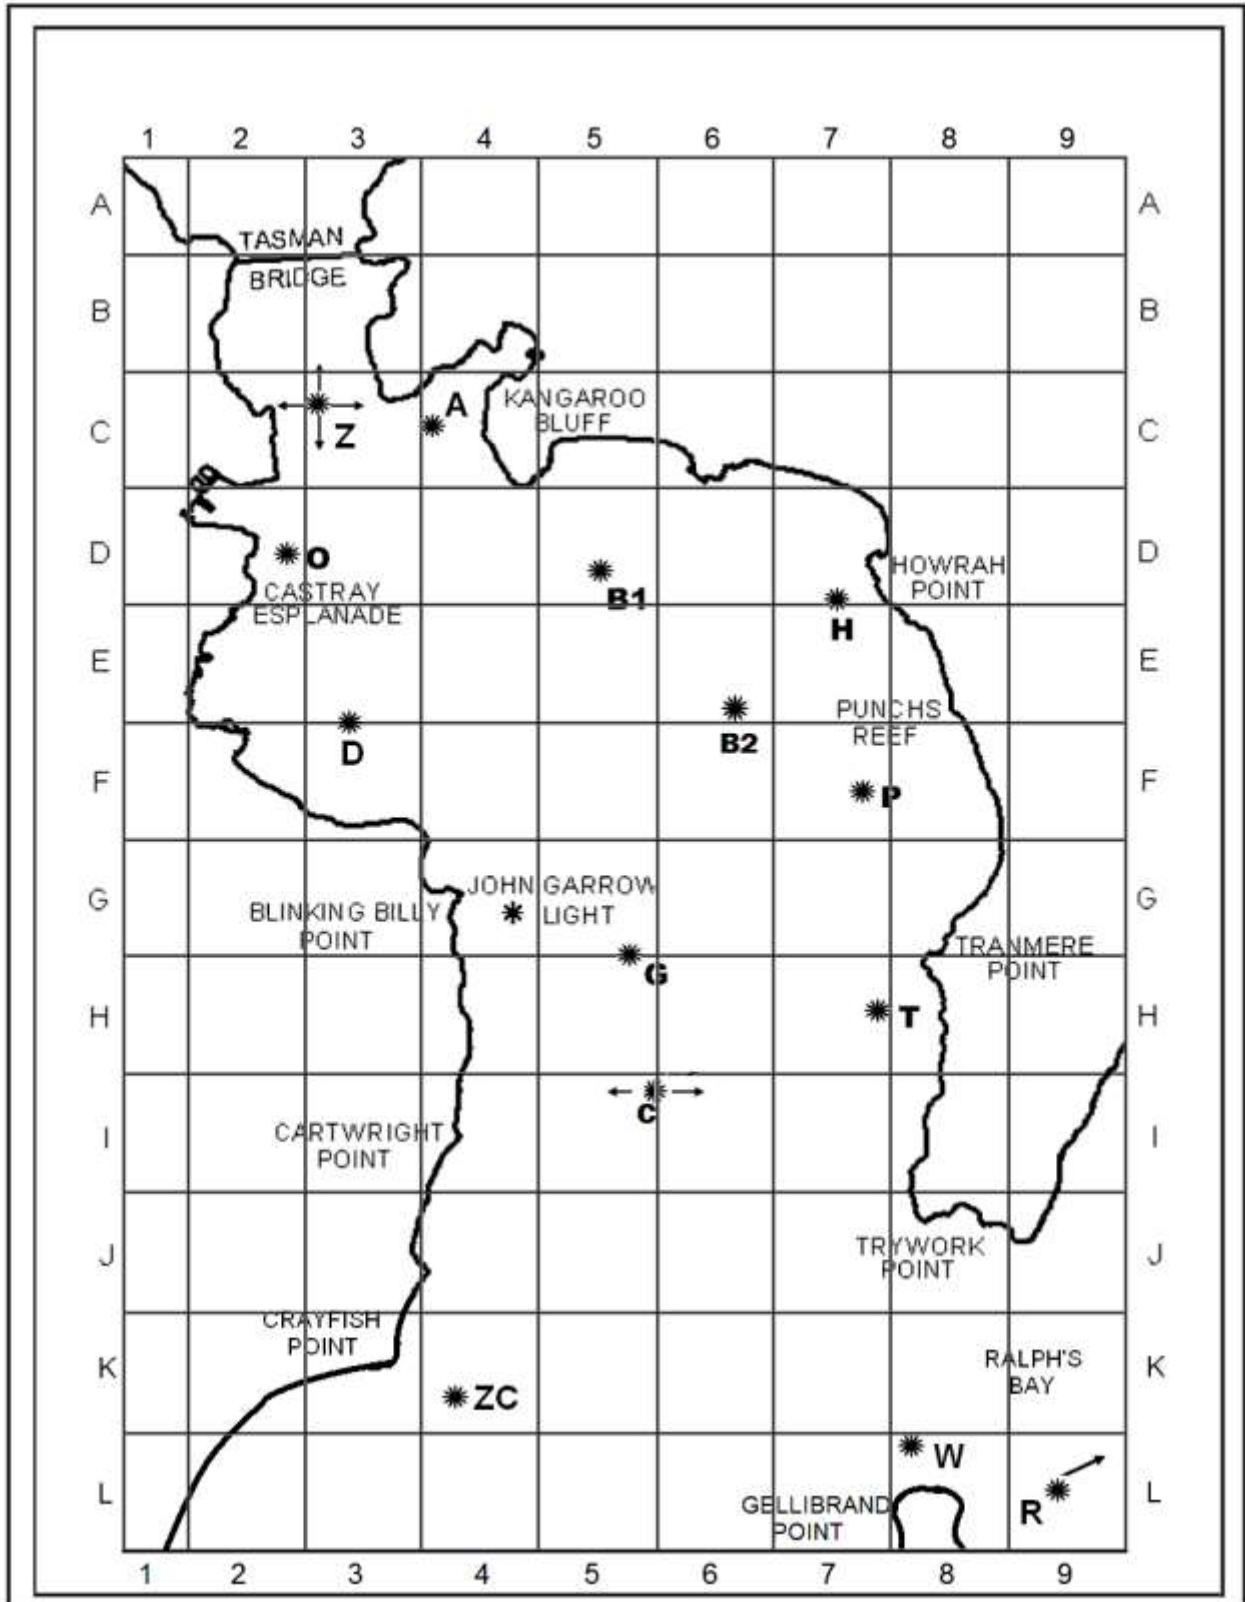 1 2 3 4 5 6 7 8 9
A A
TASMAN
BRIDGE
B B
KANGAROO
BLUFF
A
C C
Z
D D
O
HOWRAH
POINT
CASTRAY
ESPLANADE
B1
H
E E
PUNCHS
REEF
B2
D
F F
P
JOHN GARROW
LIGHT
G G
BLINKING BILLY
POINT
TRANMERE
POINT
G
H H
T
C
CARTWRIGHT
POINT
I I
TRYWORK
POINT
J J
CRAYFISH
POINT
RALPH'S
BAY
K K
ZC
W
L L
GELLIBRAND
POINT
R
1 2 3 4 5 6 7 8 9